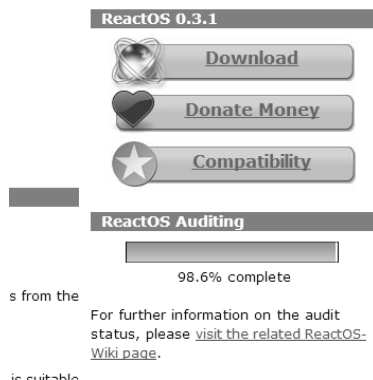 ReactOS 0.3.1
Download
Donate Money
Compatibility
ReactOS Auditing
98.6% complete
s from the
For further information on the audit
status, please visit the related ReactOS-
Wiki page.
is suitable